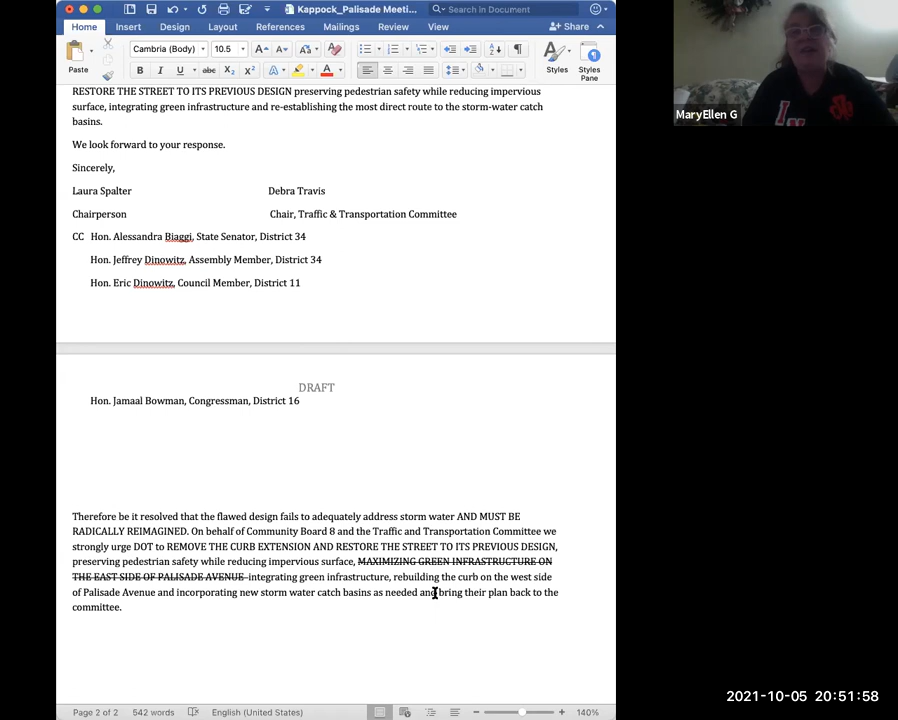 Kappock_Palisade Meeti...
Search in Document
Home Insert Design Layout References Mailings Review View Share
Paste Cambria (Body) 10.5 Styles Styles Pane
RESTORE THE STREET TO ITS PREVIOUS DESIGN preserving pedestrian safety while reducing impervious
surface, integrating green infrastructure and re-establishing the most direct route to the storm-water catch
basins.
We look forward to your response.
Sincerely,
Laura Spalter Debra Travis
Chairperson Chair, Traffic & Transportation Committee
CC Hon. Alessandra Biaggi, State Senator, District 34
Hon. Jeffrey Dinowitz, Assembly Member, District 34
Hon. Eric Dinowitz, Council Member, District 11
DRAFT
Hon. Jamaal Bowman, Congressman, District 16
Therefore be it resolved that the flawed design fails to adequately address storm water AND MUST BE
RADICALLY REIMAGINED. On behalf of Community Board 8 and the Traffic and Transportation Committee we
strongly urge DOT to REMOVE THE CURB EXTENSION AND RESTORE THE STREET TO ITS PREVIOUS DESIGN,
preserving pedestrian safety while reducing impervious surface, MAXIMIZING GREEN INFRASTRUCTURE ON
THE EAST SIDE OF PALISADE AVENUE integrating green infrastructure, rebuilding the curb on the west side
of Palisade Avenue and incorporating new storm water catch basins as needed and bring their plan back to the
committee.
Page 2 of 2 542 words English (United States) 140%
MaryEllen G
2021-10-05 20:51:58